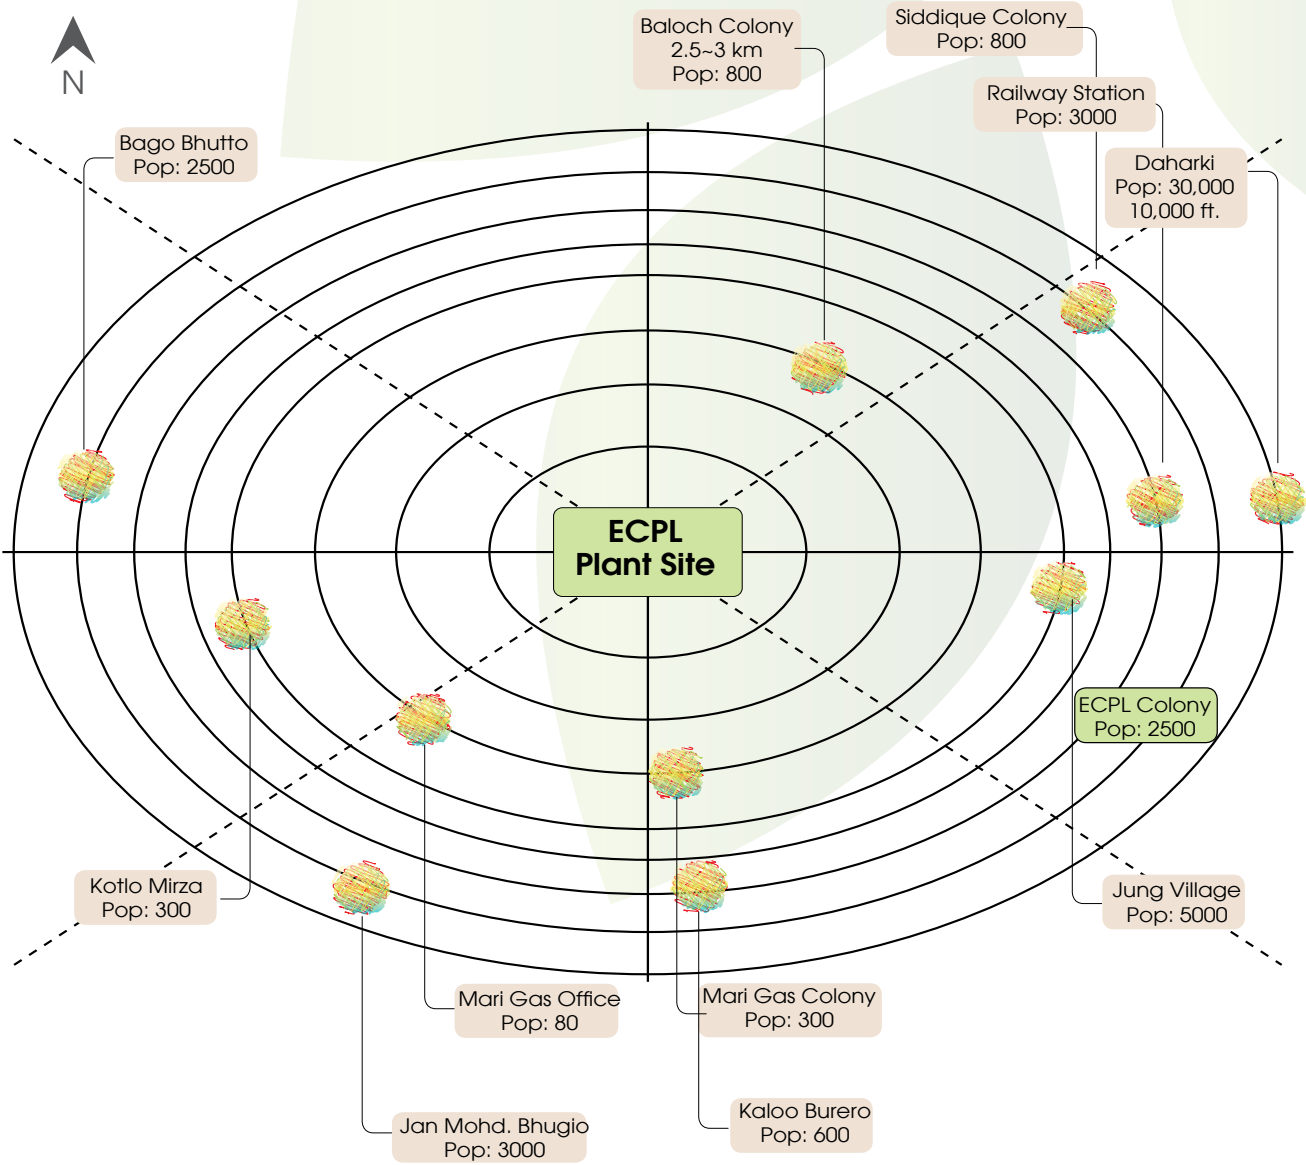 N
Baloch Colony
2.5~3 km
Pop: 800
Siddique Colony
Pop: 800
Railway Station
Pop: 3000
Daharki
Pop: 30,000
10,000 ft.
Bago Bhutto
Pop: 2500
ECPL
Plant Site
ECPL Colony
Pop: 2500
Kotlo Mirza
Pop: 300
Jung Village
Pop: 5000
Mari Gas Office
Pop: 80
Mari Gas Colony
Pop: 300
Jan Mohd. Bhugio
Pop: 3000
Kaloo Burero
Pop: 600